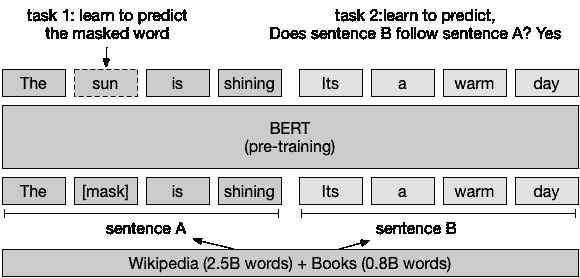 task 1: learn to predict
the masked word
task 2:learn to predict,
Does sentence B follow sentence A? Yes
The sun is shining Its a warm day
BERT
(pre-training)
The [mask] is shining Its a warm day
sentence A sentence B
Wikipedia (2.5B words) + Books (0.8B words)